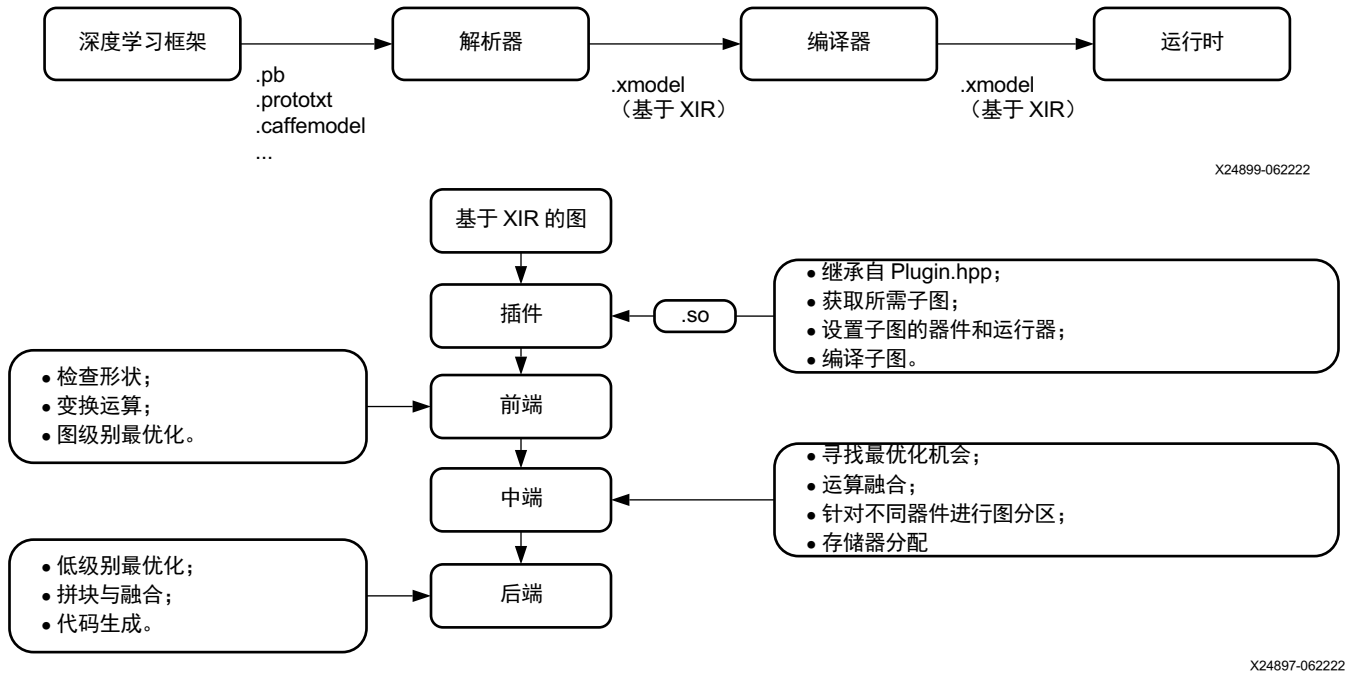 深度学习框架
解析器
编译器
运行时
.pb
.prototxt
.caffemodel
...
.xmodel
（基于 XIR）
.xmodel
（基于 XIR）
X24899-062222
基于 XIR 的图
插件
.so
• 继承自 Plugin.hpp；
• 获取所需子图；
• 设置子图的器件和运行器；
• 编译子图。
• 检查形状；
• 变换运算；
• 图级别最优化。
前端
中端
• 寻找最优化机会；
• 运算融合；
• 针对不同器件进行图分区；
• 存储器分配
• 低级别最优化；
• 拼块与融合；
• 代码生成。
后端
X24897-062222